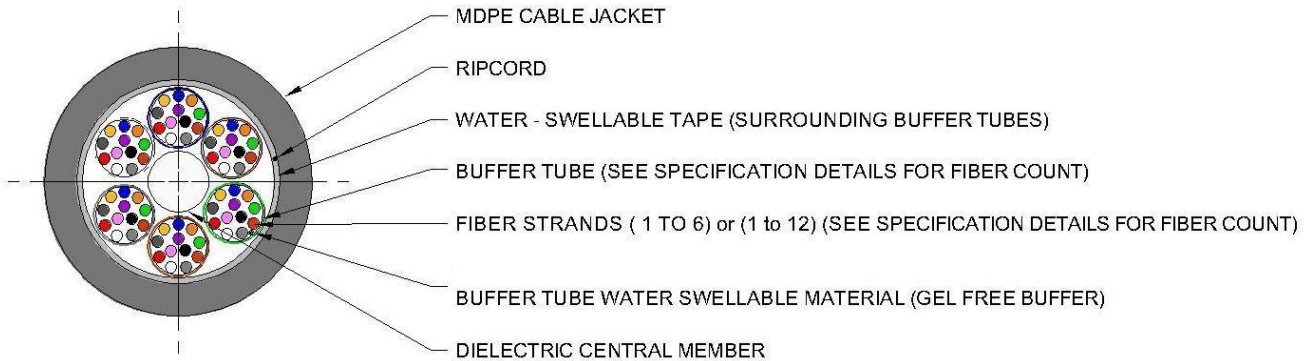 MDPE CABLE JACKET
RIPCORD
WATER - SWELLABLE TAPE (SURROUNDING BUFFER TUBES)
BUFFER TUBE (SEE SPECIFICATION DETAILS FOR FIBER COUNT)
FIBER STRANDS ( 1 TO 6) or (1 to 12) (SEE SPECIFICATION DETAILS FOR FIBER COUNT)
BUFFER TUBE WATER SWELLABLE MATERIAL (GEL FREE BUFFER)
DIELECTRIC CENTRAL MEMBER